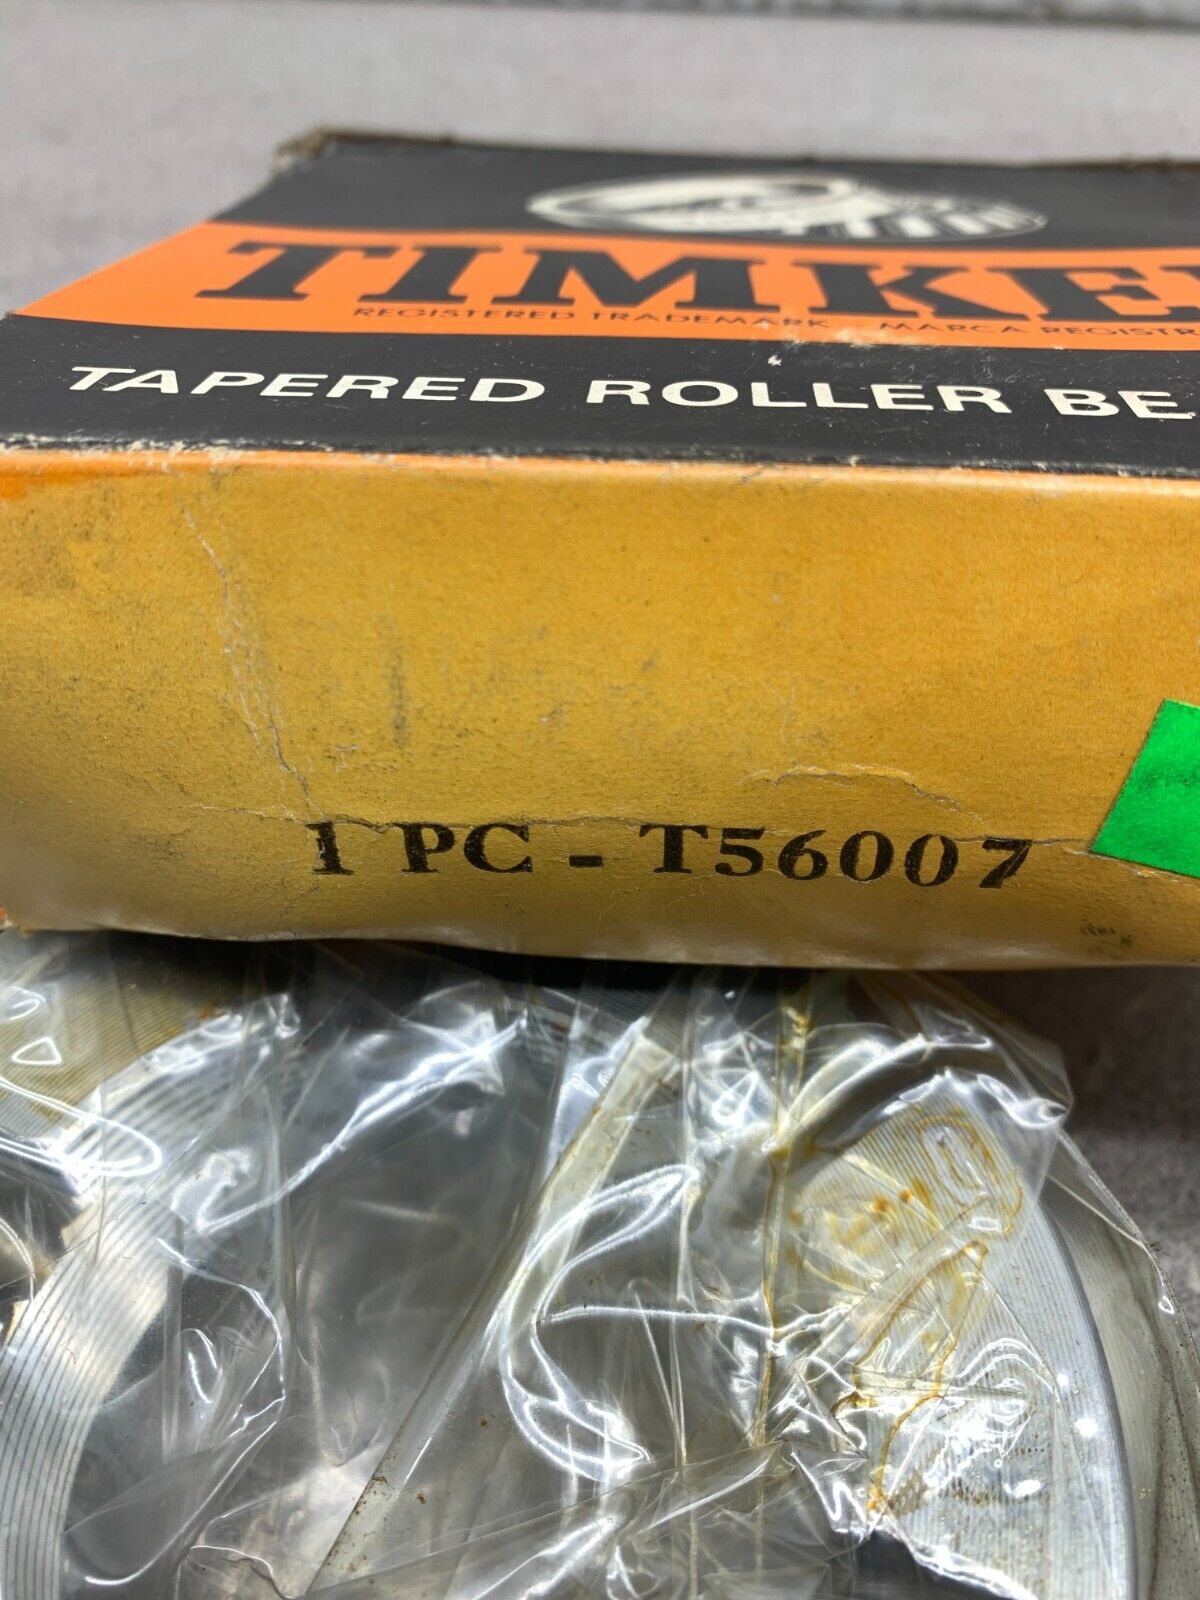 TIMKE
REGISTERED TRADEMARK MARCA REGISTR
TAPERED ROLLER BE
1 PC - T56007